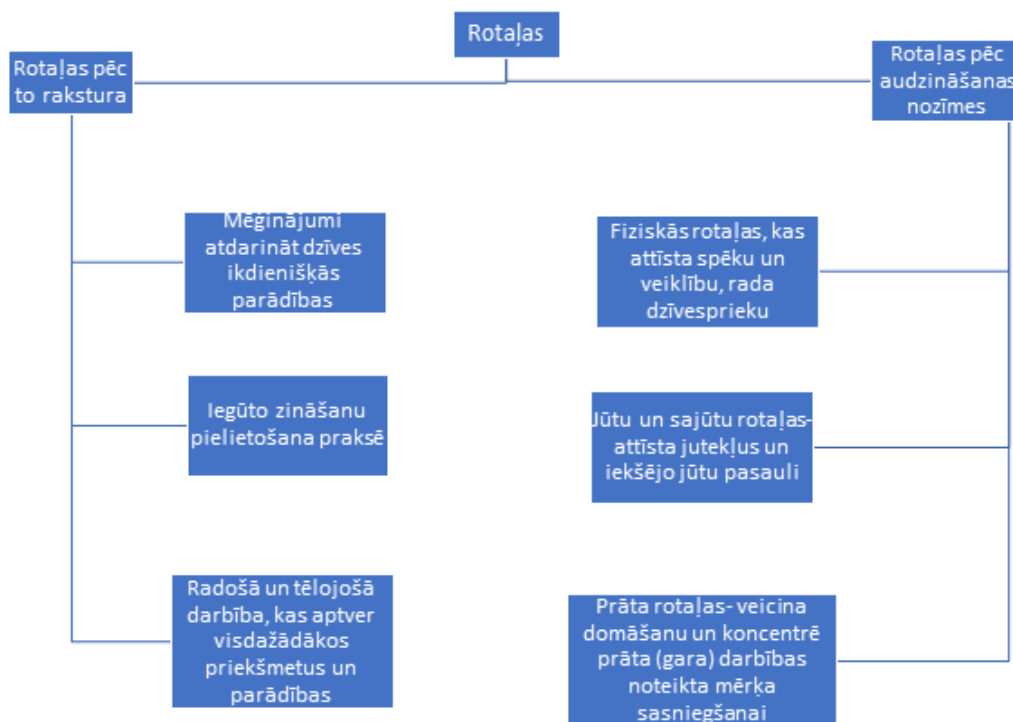 Rotaļas
Rotaļas pēc
to rakstura
Rotaļas pēc
audzināšanas
nozīmes
Mēģinājumi
atdarināt dzīves
ikdienišķās
parādības
Fiziskās rotaļas, kas
attīsta spēku un
veiklību, rada
dzīvesprieku
Iegūto zināšanu
pielietošana praksē
Jūtu un sajūtu rotaļas-
attīsta jutekļus un
iekšējo jūtu pasauli
Radošā un tēlojošā
darbība, kas aptver
visdažādākos
priekšmetus un
parādības
Prāta rotaļas- veicina
domāšanu un koncentrē
prāta (gara) darbības
noteikta mērķa
sasniegšanai